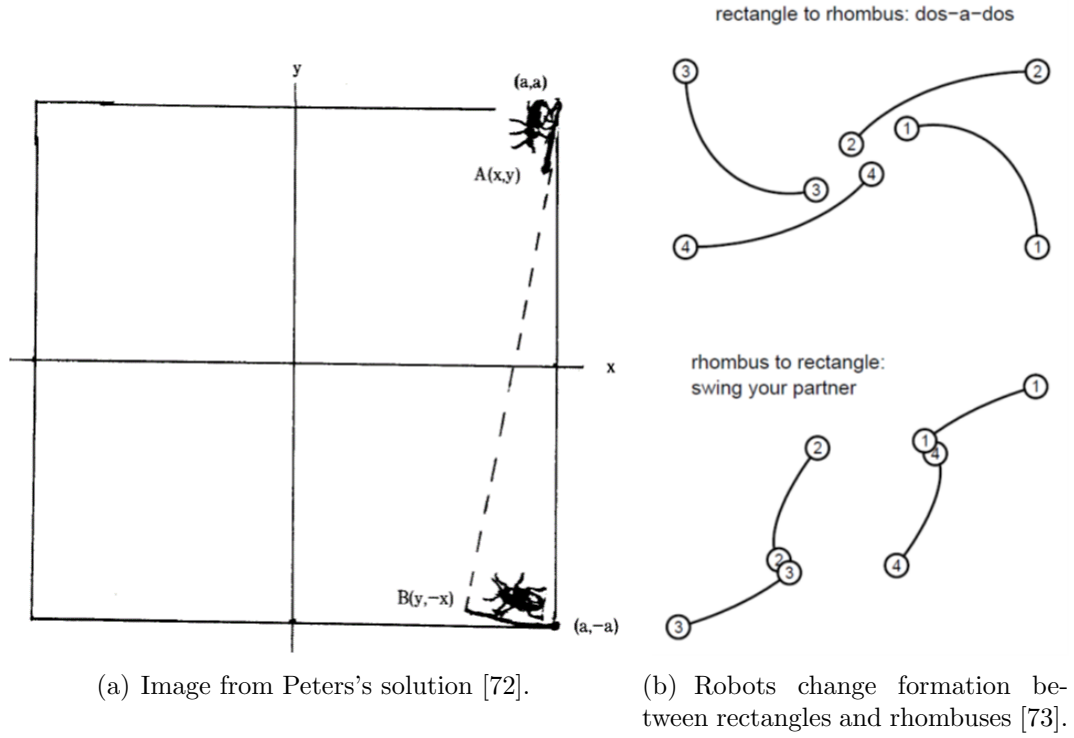 y
(a,a)
A(x,y)
x
B(y,−x)
(a,−a)
(a) Image from Peters's solution [72].
rectangle to rhombus: dos−a−dos
3
2
1
2
4
3
4
1
rhombus to rectangle:
swing your partner
1
2
1
4
2
3
4
3
(b) Robots change formation be-
tween rectangles and rhombuses [73].